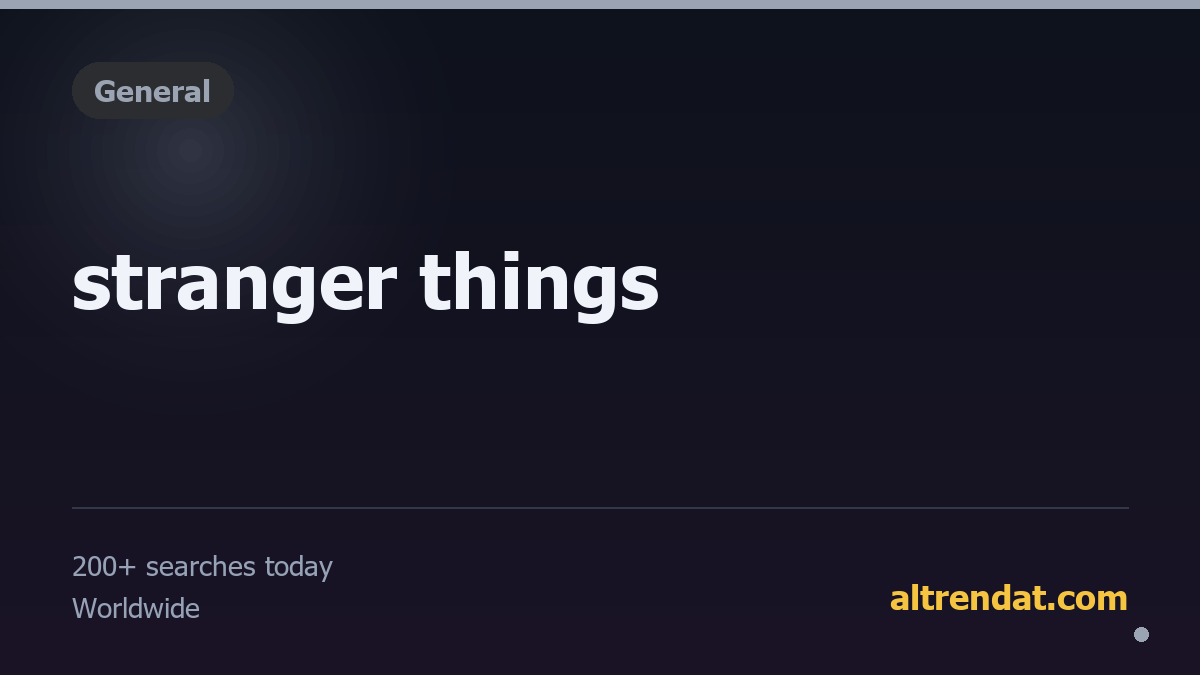 General
stranger things
200+ searches today
Worldwide
altrendat.com